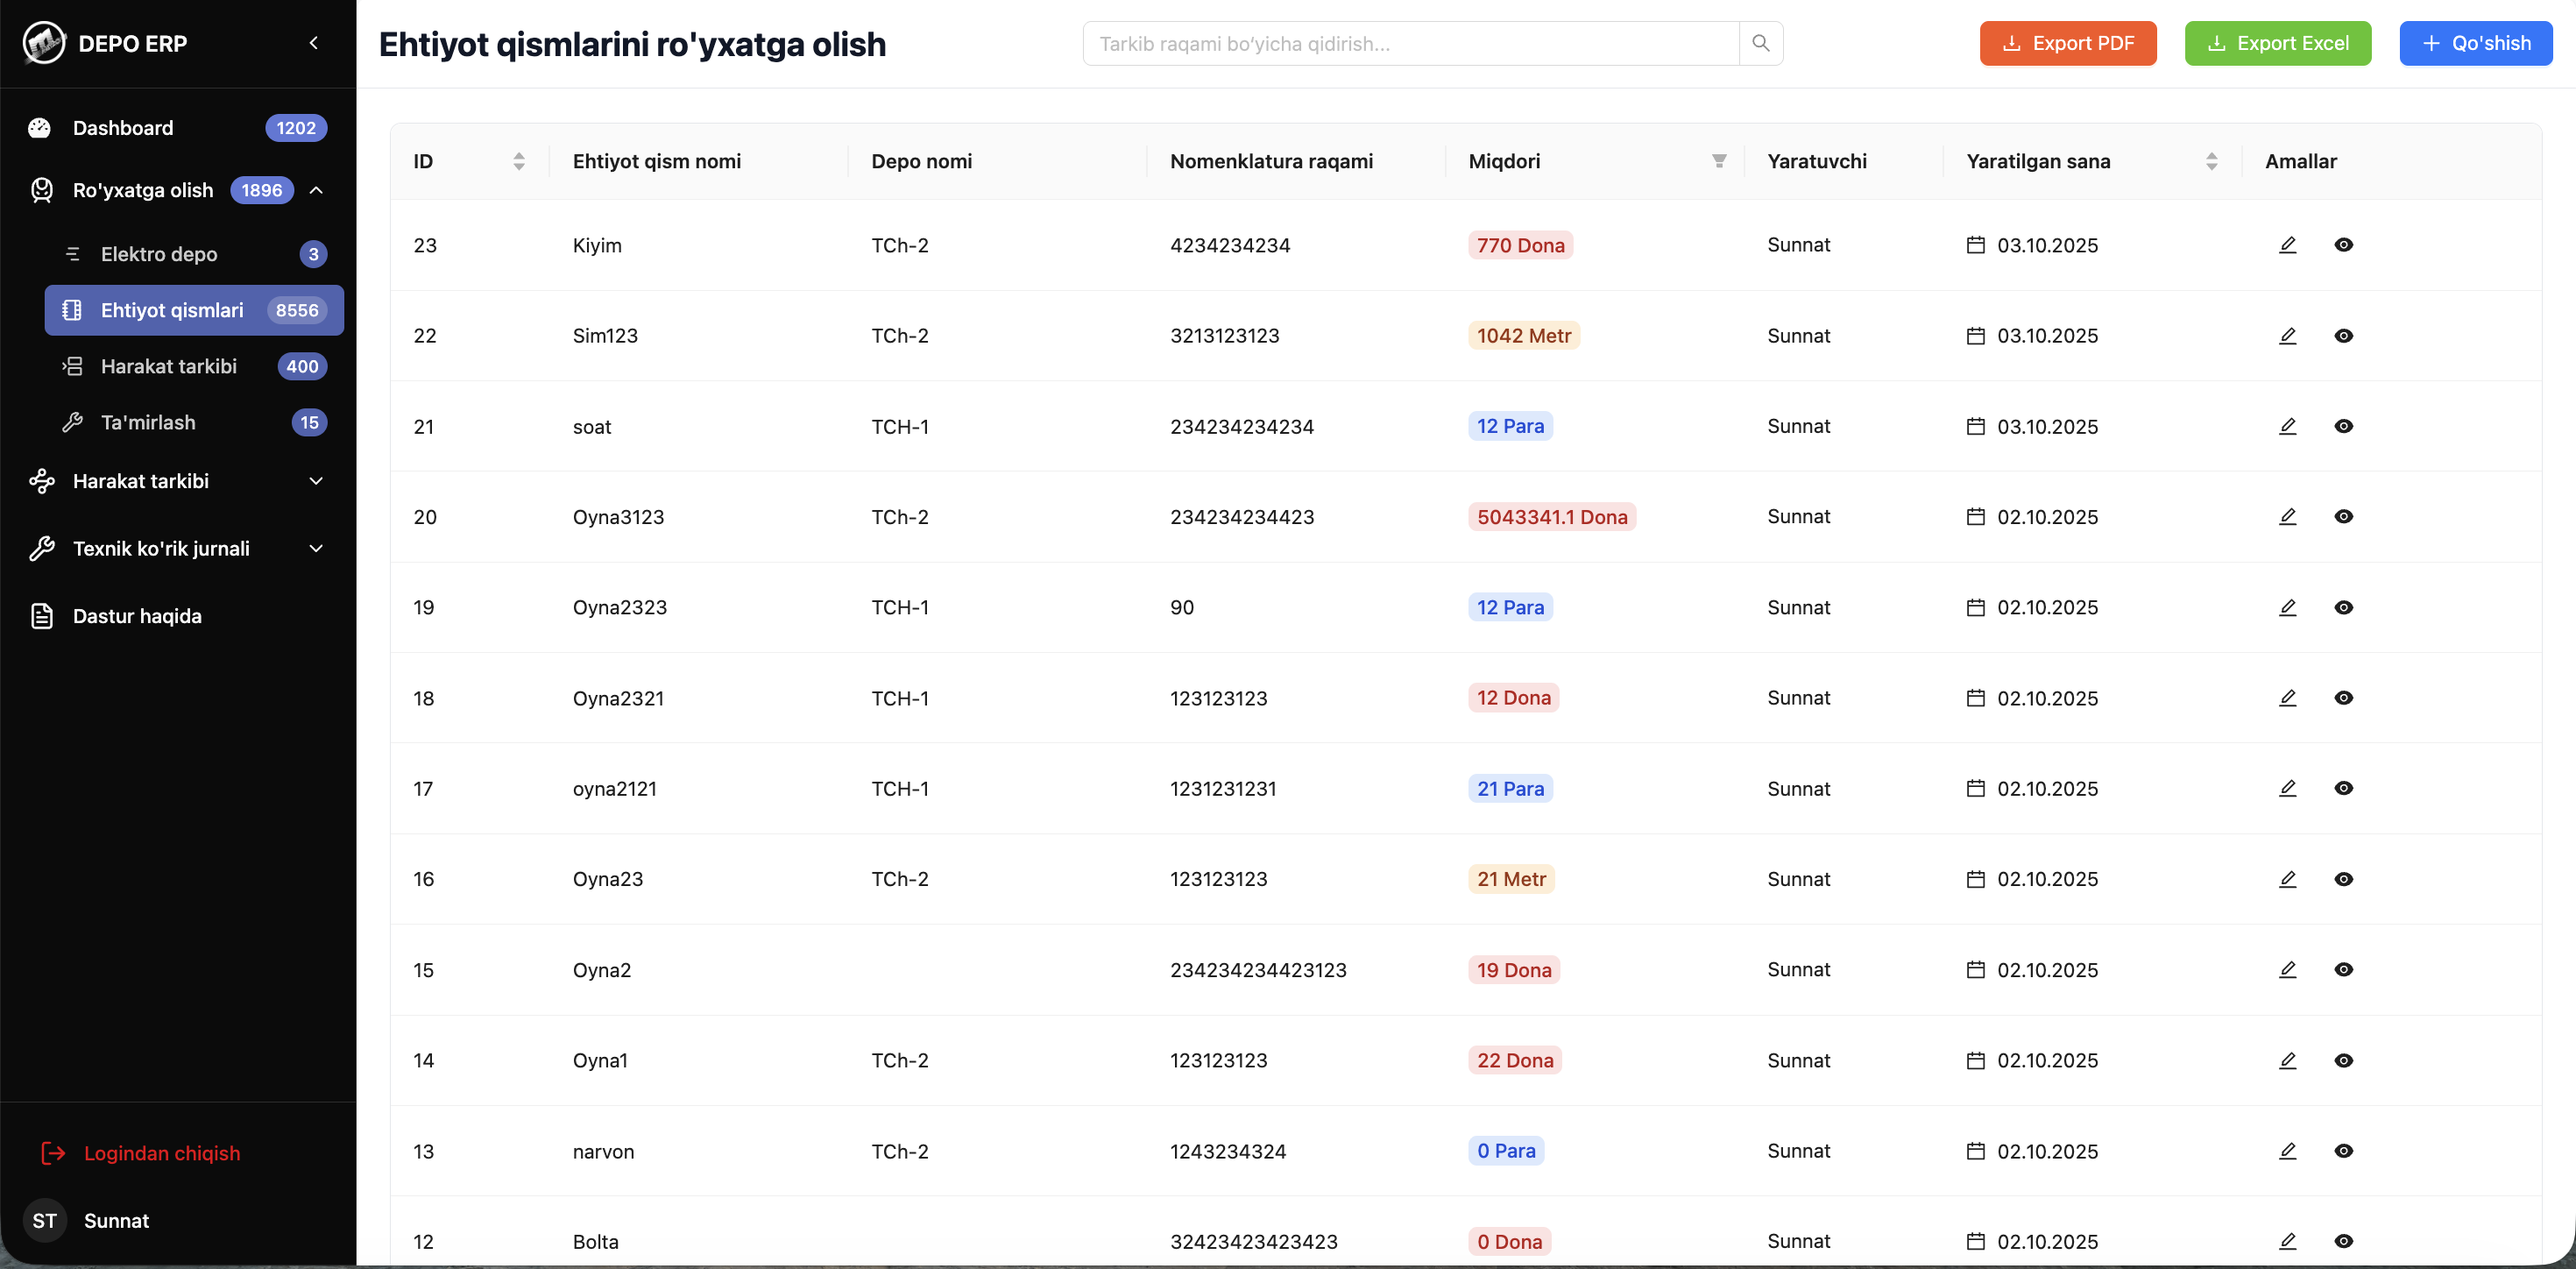 DEPO ERP
Dashboard 1202
Ro'yxatga olish 1896
Elektro depo 3
Ehtiyot qismlari 8556
Harakat tarkibi 400
Ta'mirlash 15
Harakat tarkibi
Texnik ko'rik jurnali
Dastur haqida
Logindan chiqish
ST Sunnat
Ehtiyot qismlarini ro'yxatga olish
Tarkib raqami bo‘yicha qidirish...
Export PDF
Export Excel
Qo'shish
ID Ehtiyot qism nomi Depo nomi Nomenklatura raqami Miqdori Yaratuvchi Yaratilgan sana Amallar
23 Kiyim TCh-2 4234234234 770 Dona Sunnat 03.10.2025
22 Sim123 TCh-2 3213123123 1042 Metr Sunnat 03.10.2025
21 soat TCH-1 234234234234 12 Para Sunnat 03.10.2025
20 Oyna3123 TCh-2 234234234423 5043341.1 Dona Sunnat 02.10.2025
19 Oyna2323 TCH-1 90 12 Para Sunnat 02.10.2025
18 Oyna2321 TCH-1 123123123 12 Dona Sunnat 02.10.2025
17 oyna2121 TCH-1 1231231231 21 Para Sunnat 02.10.2025
16 Oyna23 TCh-2 123123123 21 Metr Sunnat 02.10.2025
15 Oyna2 234234234423123 19 Dona Sunnat 02.10.2025
14 Oyna1 TCh-2 123123123 22 Dona Sunnat 02.10.2025
13 narvon TCh-2 1243234324 0 Para Sunnat 02.10.2025
12 Bolta 32423423423423 0 Dona Sunnat 02.10.2025